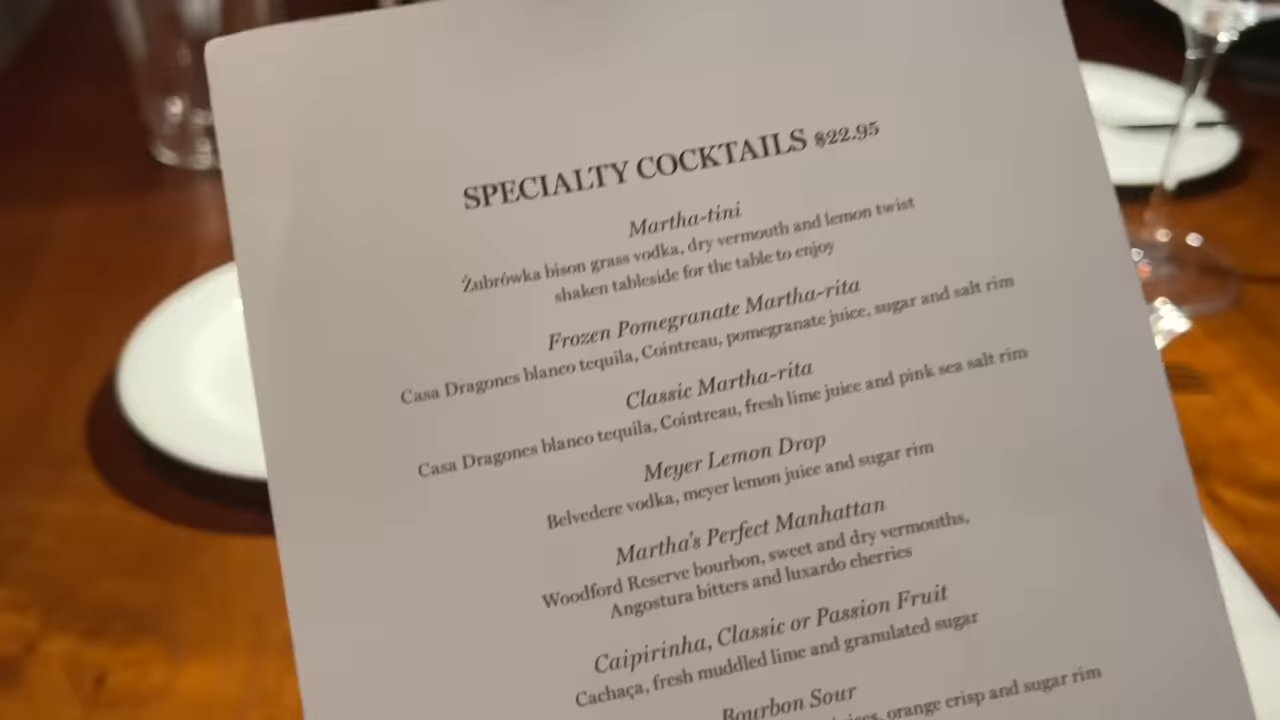 SPECIALTY COCKTAILS $22.95
Martha-tini
Żubrówka bison grass vodka, dry vermouth and lemon twist
shaken tableside for the table to enjoy
Frozen Pomegranate Martha-rita
Casa Dragones blanco tequila, Cointreau, pomegranate juice, sugar and salt rim
Classic Martha-rita
Casa Dragones blanco tequila, Cointreau, fresh lime juice and pink sea salt rim
Meyer Lemon Drop
Belvedere vodka, meyer lemon juice and sugar rim
Martha's Perfect Manhattan
Woodford Reserve bourbon, sweet and dry vermouths,
Angostura bitters and luxardo cherries
Caipirinha, Classic or Passion Fruit
Cachaça, fresh muddled lime and granulated sugar
Bourbon Sour
orange crisp and sugar rim